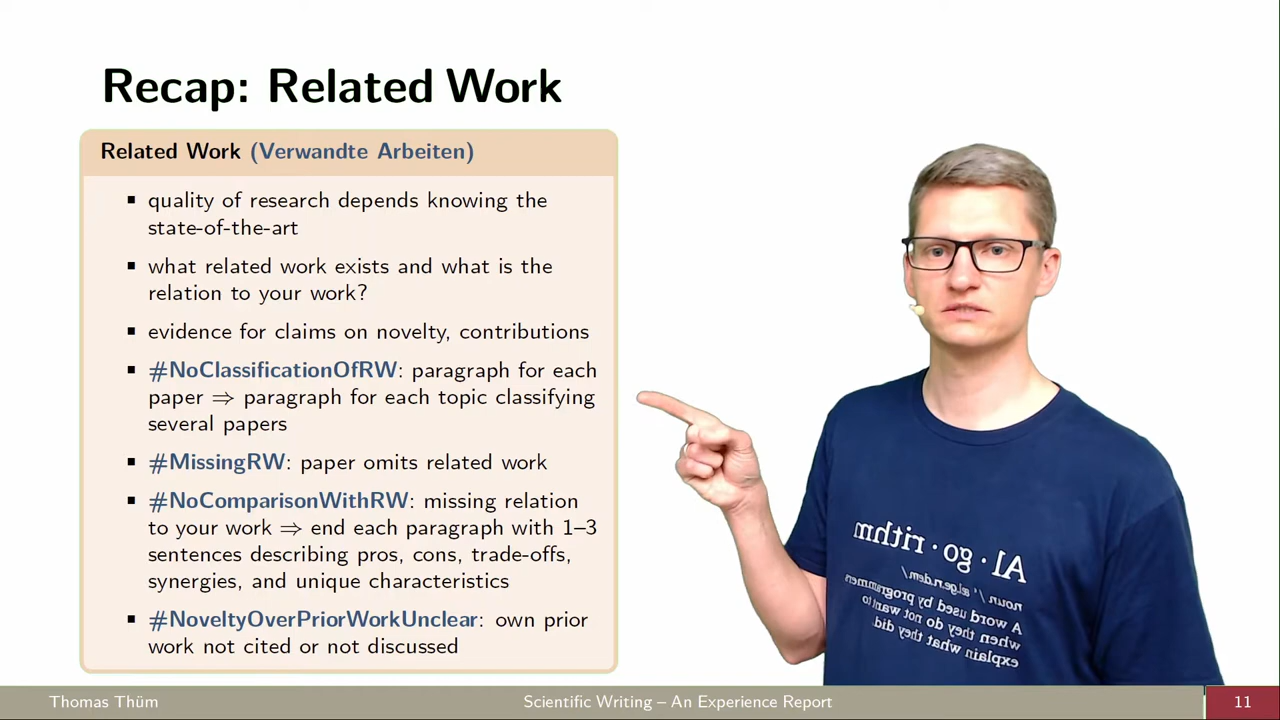 Recap: Related Work
Related Work (Verwandte Arbeiten)
▪ quality of research depends knowing the
state-of-the-art
▪ what related work exists and what is the
relation to your work?
▪ evidence for claims on novelty, contributions
▪ #NoClassificationOfRW: paragraph for each
paper ⇒ paragraph for each topic classifying
several papers
▪ #MissingRW: paper omits related work
▪ #NoComparisonWithRW: missing relation
to your work ⇒ end each paragraph with 1–3
sentences describing pros, cons, trade-offs,
synergies, and unique characteristics
▪ #NoveltyOverPriorWorkUnclear: own prior
work not cited or not discussed
Al·go·rithm
noun /'æl.gə.rɪ.ðəm/
A word used by programmers
when they do not want to
explain what they did.
Thomas Thüm
Scientific Writing – An Experience Report
11